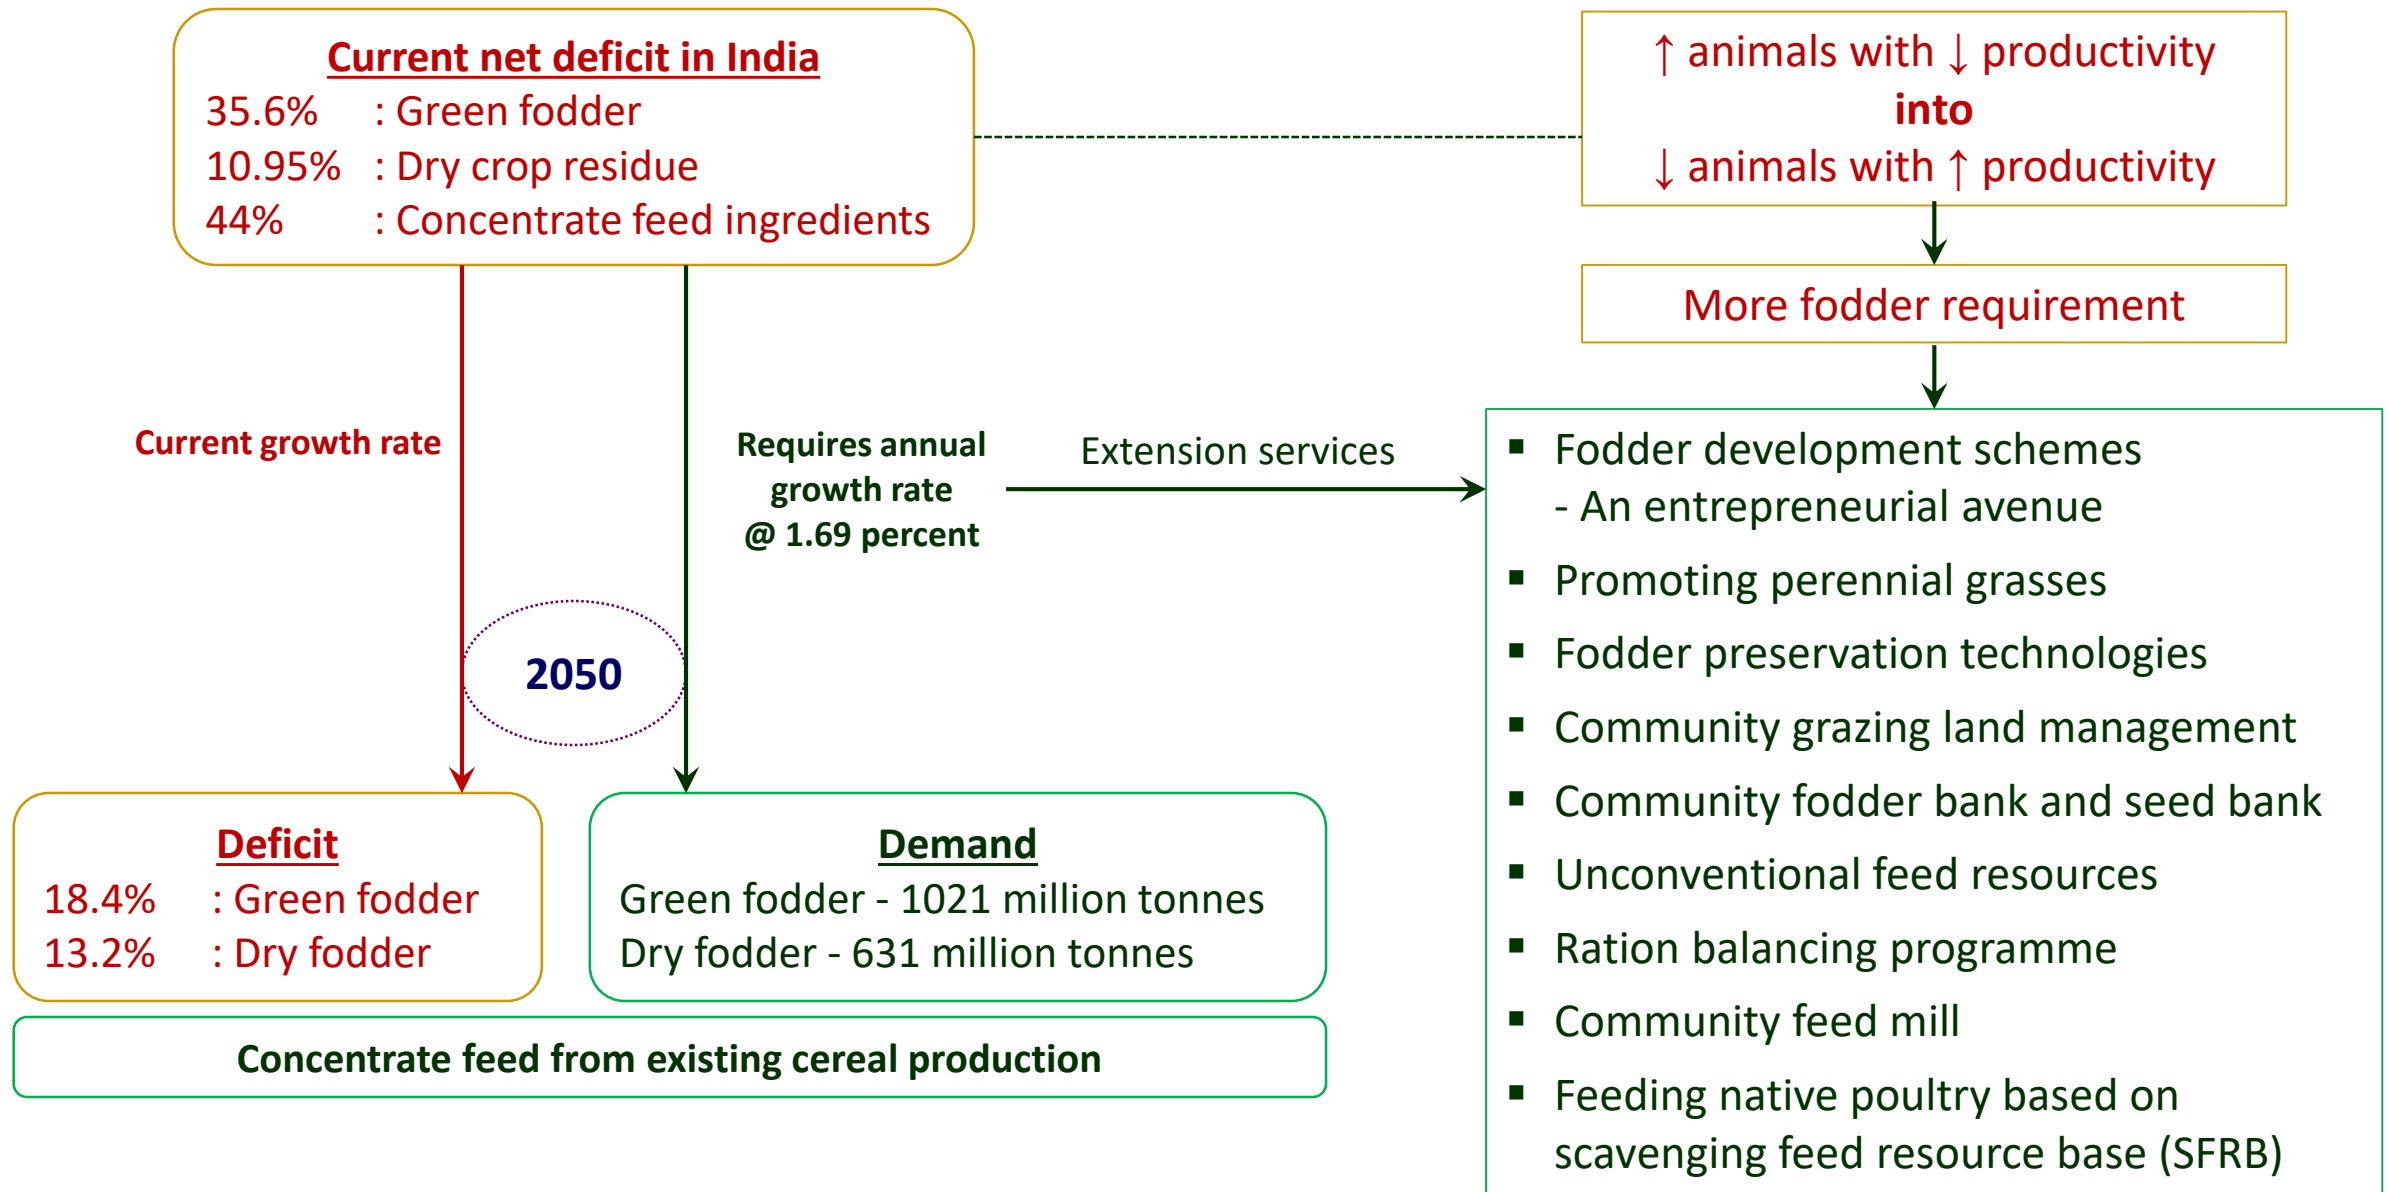 Current net deficit in India
35.6% : Green fodder
10.95% : Dry crop residue
44% : Concentrate feed ingredients
↑ animals with ↓ productivity
into
↓ animals with ↑ productivity
More fodder requirement
Current growth rate
Requires annual
growth rate
@ 1.69 percent
Extension services
2050
Deficit
18.4% : Green fodder
13.2% : Dry fodder
Demand
Green fodder - 1021 million tonnes
Dry fodder - 631 million tonnes
Concentrate feed from existing cereal production
▪ Fodder development schemes
- An entrepreneurial avenue
▪ Promoting perennial grasses
▪ Fodder preservation technologies
▪ Community grazing land management
▪ Community fodder bank and seed bank
▪ Unconventional feed resources
▪ Ration balancing programme
▪ Community feed mill
▪ Feeding native poultry based on
scavenging feed resource base (SFRB)